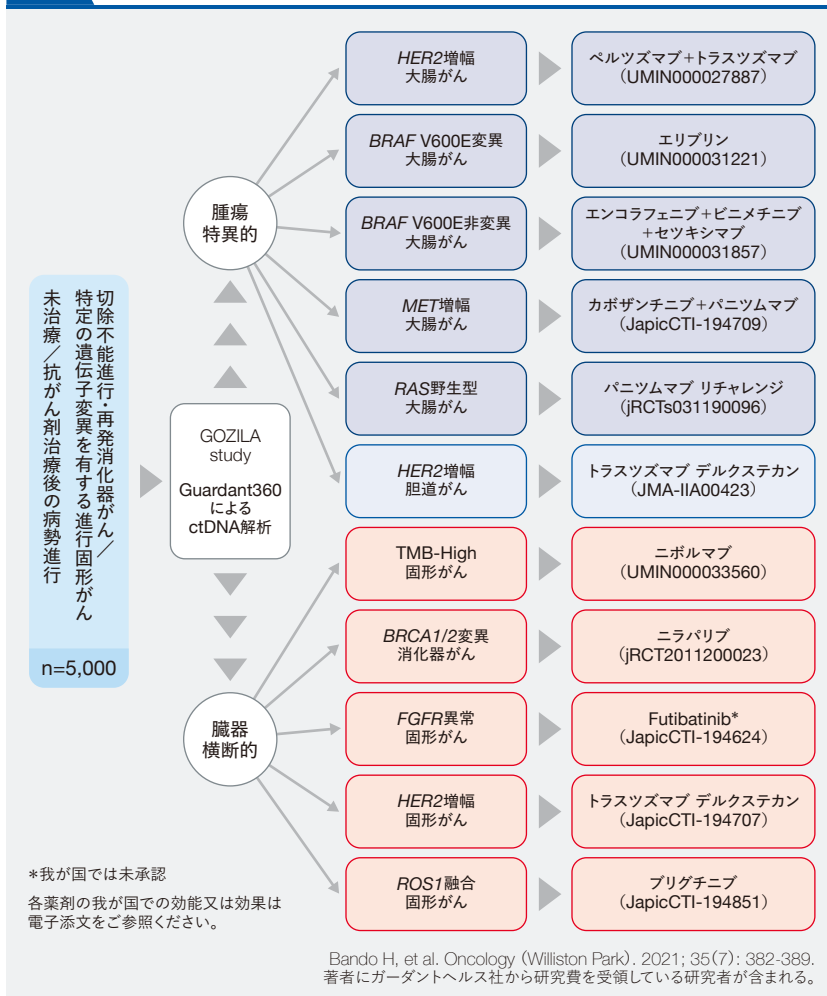 切除不能進行・再発消化器がん／
特定の遺伝子変異を有する進行固形がん
未治療／抗がん剤治療後の病勢進行
n=5,000
GOZILA
study
Guardant360
による
ctDNA解析
腫瘍
特異的
HER2増幅
大腸がん
ペルツズマブ＋トラスツズマブ
（UMIN000027887）
BRAF V600E変異
大腸がん
エリブリン
（UMIN000031221）
BRAF V600E非変異
大腸がん
エンコラフェニブ＋ビニメチニブ
＋セツキシマブ
（UMIN000031857）
MET増幅
大腸がん
カボザンチニブ＋パニツムマブ
（JapicCTI-194709）
RAS野生型
大腸がん
パニツムマブ リチャレンジ
（jRCTs031190096）
HER2増幅
胆道がん
トラスツズマブ デルクステカン
（JMA-IIA00423）
臓器
横断的
TMB-High
固形がん
ニボルマブ
（UMIN000033560）
BRCA1/2変異
消化器がん
ニラパリブ
（jRCT2011200023）
FGFR異常
固形がん
Futibatinib*
（JapicCTI-194624）
HER2増幅
固形がん
トラスツズマブ デルクステカン
（JapicCTI-194707）
ROS1融合
固形がん
ブリグチニブ
（JapicCTI-194851）
*我が国では未承認
各薬剤の我が国での効能又は効果は
電子添文をご参照ください。
Bando H, et al. Oncology (Williston Park). 2021; 35(7): 382-389.
著者にガーダントヘルス社から研究費を受領している研究者が含まれる。